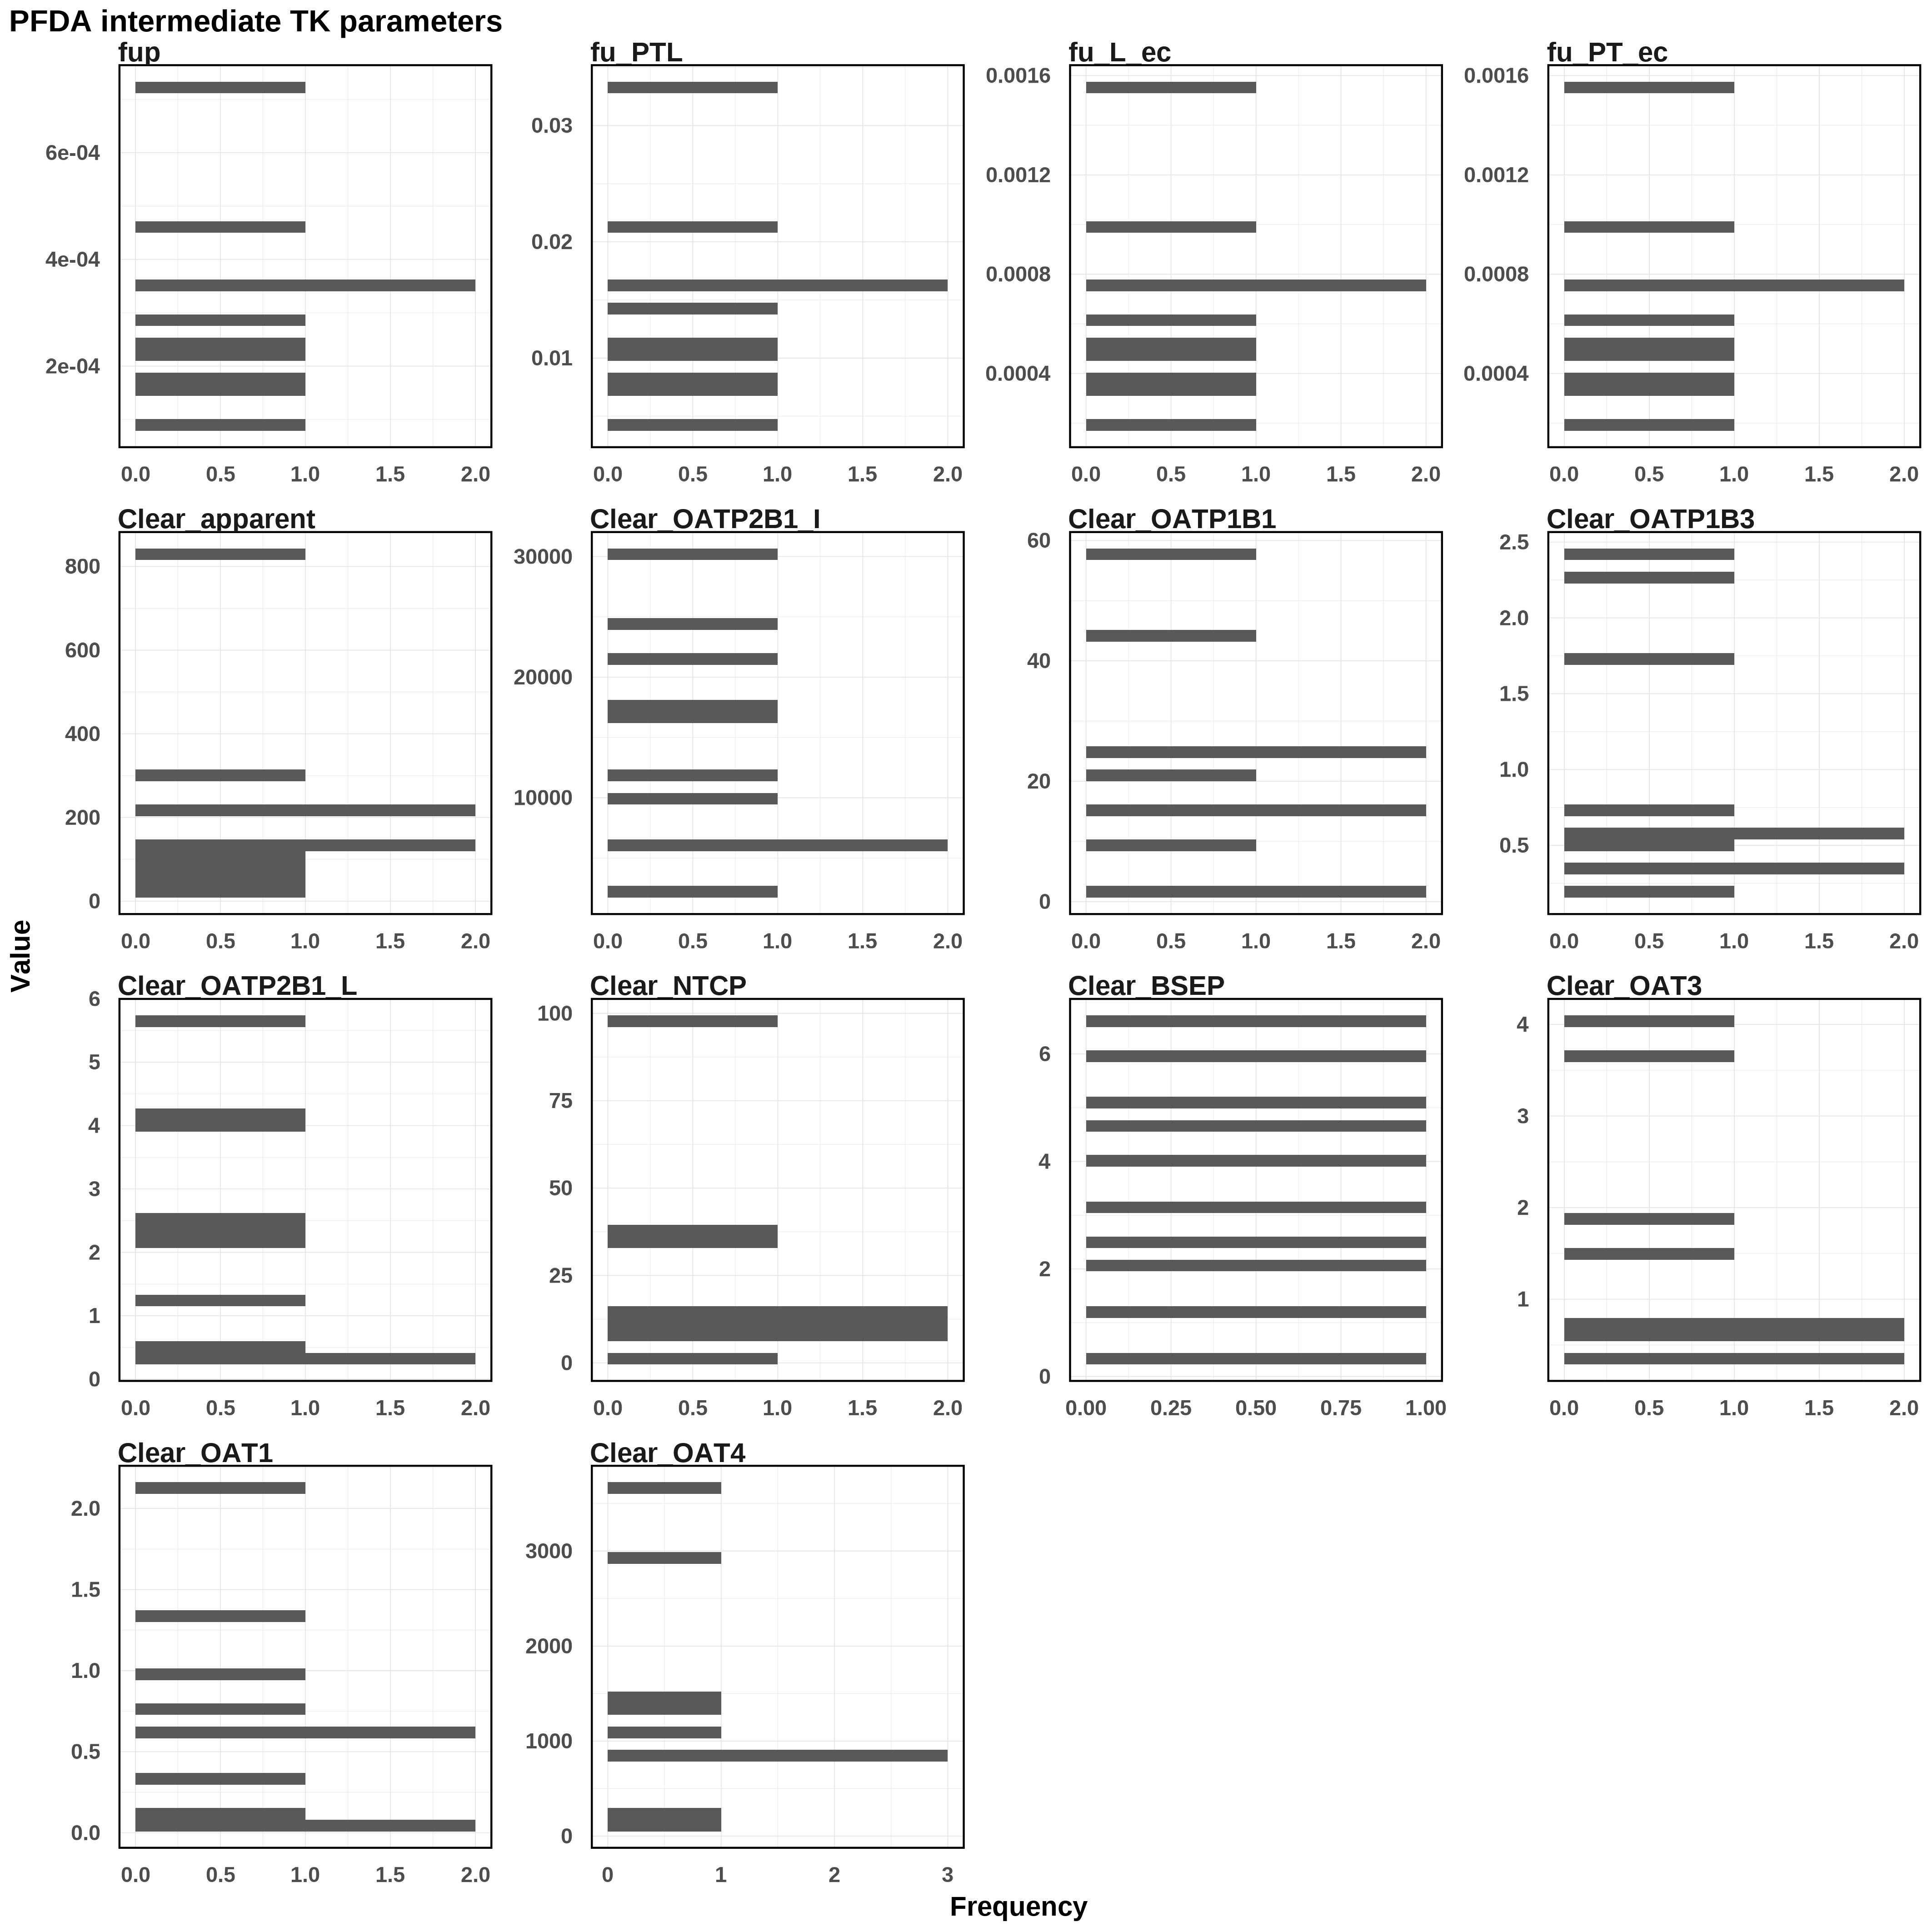 PFDA intermediate TK parameters
fup
fu_PTL
fu_L_ec
fu_PT_ec
6e-04
4e-04
2e-04
0.0 0.5 1.0 1.5 2.0
0.03
0.02
0.01
0.0 0.5 1.0 1.5 2.0
0.0016
0.0012
0.0008
0.0004
0.0 0.5 1.0 1.5 2.0
0.0016
0.0012
0.0008
0.0004
0.0 0.5 1.0 1.5 2.0
Clear_apparent
Clear_OATP2B1_I
Clear_OATP1B1
Clear_OATP1B3
800
600
400
200
0
0.0 0.5 1.0 1.5 2.0
30000
20000
10000
0.0 0.5 1.0 1.5 2.0
60
40
20
0
0.0 0.5 1.0 1.5 2.0
2.5
2.0
1.5
1.0
0.5
0.0 0.5 1.0 1.5 2.0
Value
Clear_OATP2B1_L
Clear_NTCP
Clear_BSEP
Clear_OAT3
6
5
4
3
2
1
0
0.0 0.5 1.0 1.5 2.0
100
75
50
25
0
0.0 0.5 1.0 1.5 2.0
6
4
2
0
0.00 0.25 0.50 0.75 1.00
4
3
2
1
0.0 0.5 1.0 1.5 2.0
Clear_OAT1
Clear_OAT4
2.0
1.5
1.0
0.5
0.0
0.0 0.5 1.0 1.5 2.0
3000
2000
1000
0
0 1 2 3
Frequency